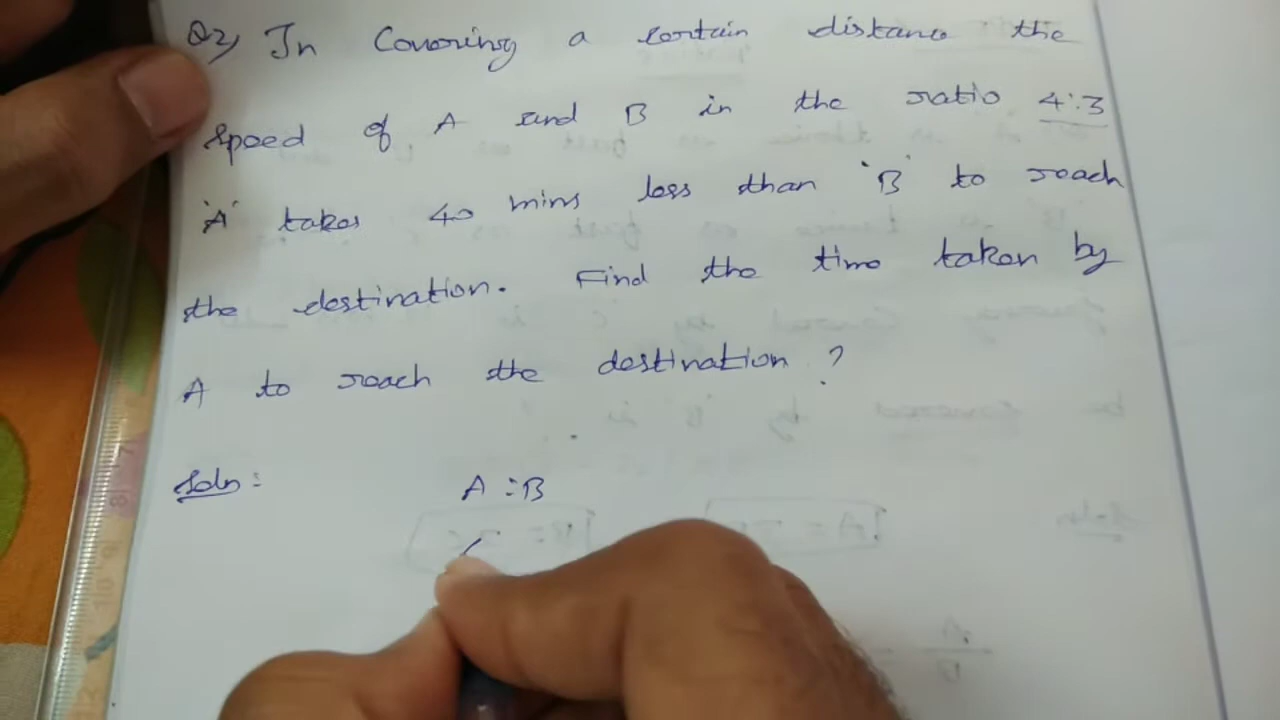 Q2) In Covering a certain distance the
speed of A and B in the ratio 4:3
'A' takes 40 mins less than 'B' to reach
the destination. Find the time taken by
A to reach the destination ?
Soln: A : B